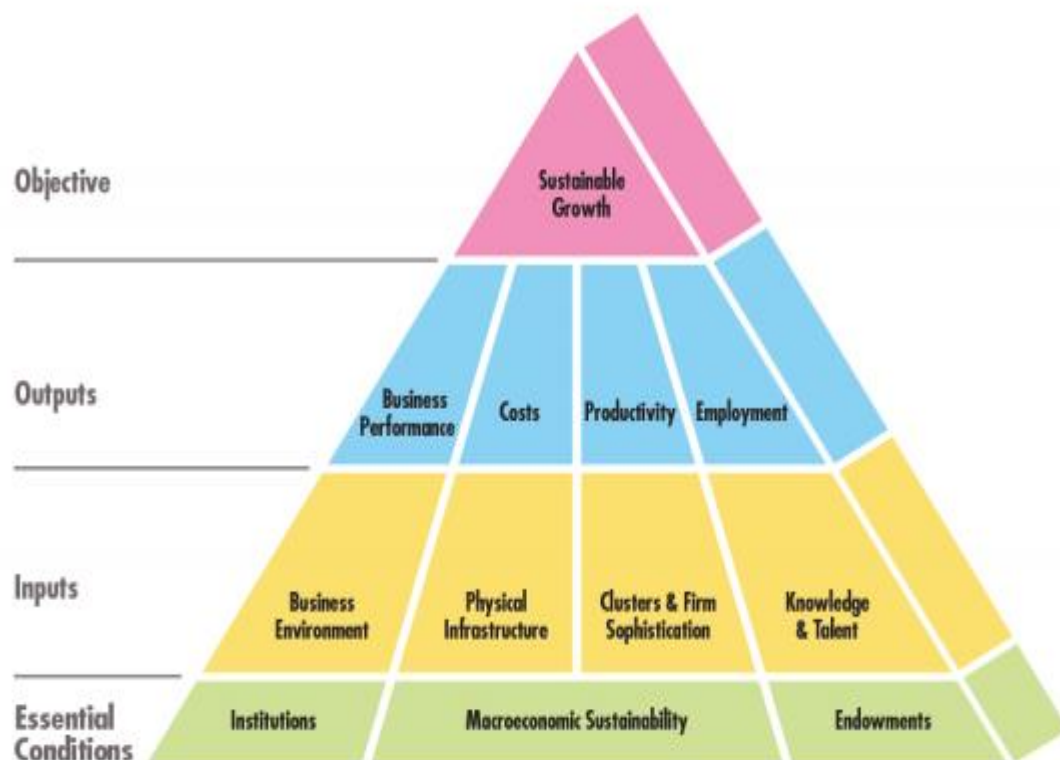 Objective
Sustainable
Growth
Outputs
Business
Performance
Costs
Productivity
Employment
Inputs
Business
Environment
Physical
Infrastructure
Clusters & Firm
Sophistication
Knowledge
& Talent
Essential
Conditions
Institutions
Macroeconomic Sustainability
Endowments